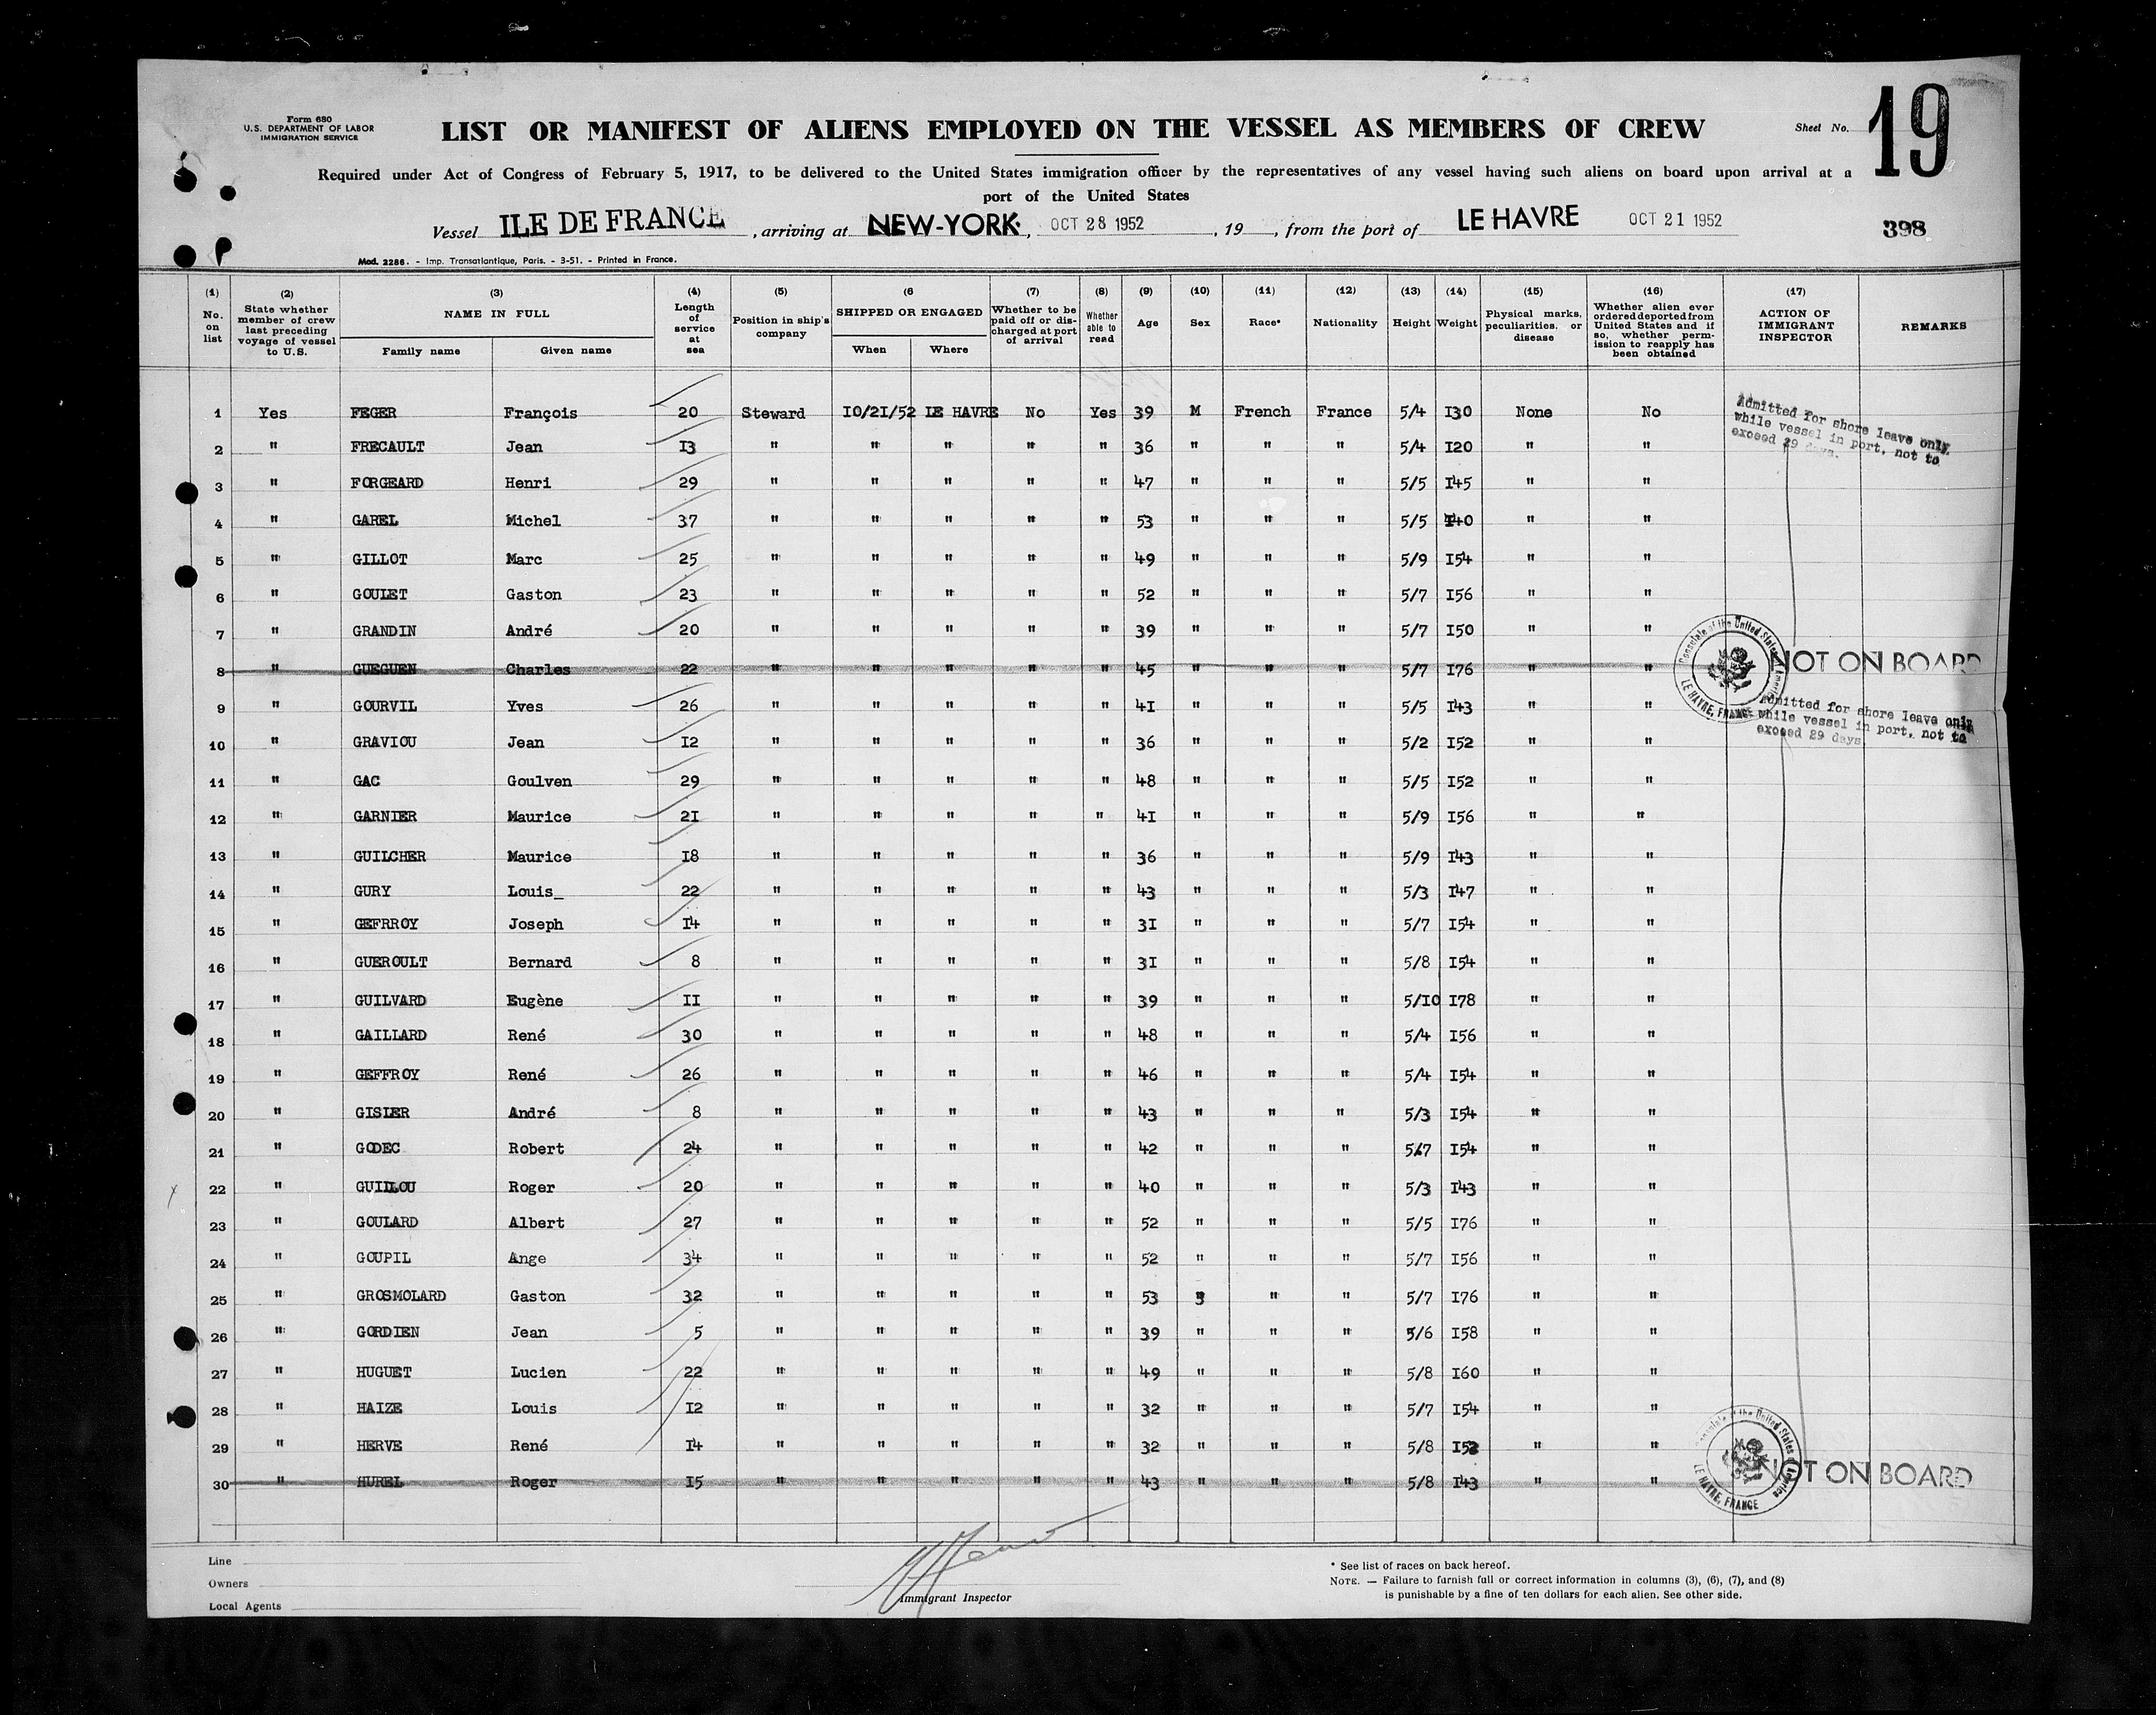 Form 680
U.S. DEPARTMENT OF LABOR
IMMIGRATION SERVICE
LIST OR MANIFEST OF ALIENS EMPLOYED ON THE VESSEL AS MEMBERS OF CREW
Sheet No. 19
Required under Act of Congress of February 5, 1917, to be delivered to the United States immigration officer by the representatives of any vessel having such aliens on board upon arrival at a
port of the United States
Vessel ILE DE FRANCE, arriving at NEW-YORK, OCT 28 1952, 19, from the port of LE HAVRE OCT 21 1952
398
Mod. 2286. - Imp. Transatlantique, Paris. - 3-51. - Printed in France.
(1) No. on list (2) State whether member of crew last preceding voyage of vessel to U.S. (3) NAME IN FULL Family name Given name (4) Length of service at sea (5) Position in ship's company (6 SHIPPED OR ENGAGED When Where (7) Whether to be paid off or discharged at port of arrival (8) Whether able to read (9) Age (10) Sex (11) Race* (12) Nationality (13) Height (14) Weight (15) Physical marks, peculiarities, or disease (16) Whether alien ever ordered deported from United States and if so, whether permission to reapply has been obtained (17) ACTION OF IMMIGRANT INSPECTOR REMARKS
1 Yes FEGER François 20 Steward 10/21/52 LE HAVRE No Yes 39 M French France 5/4 130 None No
Admitted for shore leave only
while vessel in port, not to
exceed 29 days.
2 " FRECAULT Jean 13 " " " " " 36 " " " 5/4 120 " "
3 " FORGEARD Henri 29 " " " " " 47 " " " 5/5 145 " "
4 " GAREL Michel 37 " " " " " 53 " " " 5/5 140 " "
5 " GILLOT Marc 25 " " " " " 49 " " " 5/9 154 " "
6 " GOULET Gaston 23 " " " " " 52 " " " 5/7 156 " "
7 " GRANDIN André 20 " " " " " 39 " " " 5/7 150 " "
8 " GUEGUEN Charles 22 " " " " " 45 " " " 5/7 176 " " NOT ON BOARD
Consulate of the United States of America LE HAVRE, FRANCE
9 " GOURVIL Yves 26 " " " " " 41 " " " 5/5 143 " "
Admitted for shore leave only
while vessel in port, not to
exceed 29 days
10 " GRAVIOU Jean 12 " " " " " 36 " " " 5/2 152 " "
11 " GAC Goulven 29 " " " " " 48 " " " 5/5 152 " "
12 " GARNIER Maurice 21 " " " " " 41 " " " 5/9 156 " "
13 " GUILCHER Maurice 18 " " " " " 36 " " " 5/9 143 " "
14 " GURY Louis_ 22 " " " " " 43 " " " 5/3 147 " "
15 " GEFRROY Joseph 14 " " " " " 31 " " " 5/7 154 " "
16 " GUEROULT Bernard 8 " " " " " 31 " " " 5/8 154 " "
17 " GUILVARD Eugène 11 " " " " " 39 " " " 5/10 178 " "
18 " GAILLARD René 30 " " " " " 48 " " " 5/4 156 " "
19 " GEFFROY René 26 " " " " " 46 " " " 5/4 154 " "
20 " GISLER André 8 " " " " " 43 " " " 5/3 154 " "
21 " GODEC Robert 24 " " " " " 42 " " " 5/7 154 " "
22 " GUILLOU Roger 20 " " " " " 40 " " " 5/3 143 " "
23 " GOULARD Albert 27 " " " " " 52 " " " 5/5 176 " "
24 " GOUPIL Ange 34 " " " " " 52 " " " 5/7 156 " "
25 " GROSMOLARD Gaston 32 " " " " " 53 " " " 5/7 176 " "
26 " GORDIEN Jean 5 " " " " " 39 " " " 5/6 158 " "
27 " HUGUET Lucien 22 " " " " " 49 " " " 5/8 160 " "
28 " HAIZE Louis 12 " " " " " 32 " " " 5/7 154 " "
29 " HERVE René 14 " " " " " 32 " " " 5/8 152 " "
30 " HUREL Roger 15 " " " " " 43 " " " 5/8 143 " " NOT ON BOARD
Consulate of the United States of America LE HAVRE, FRANCE
Line
Owners
Local Agents
Immigrant Inspector
* See list of races on back hereof.
NOTE. — Failure to furnish full or correct information in columns (3), (6), (7), and (8)
is punishable by a fine of ten dollars for each alien. See other side.